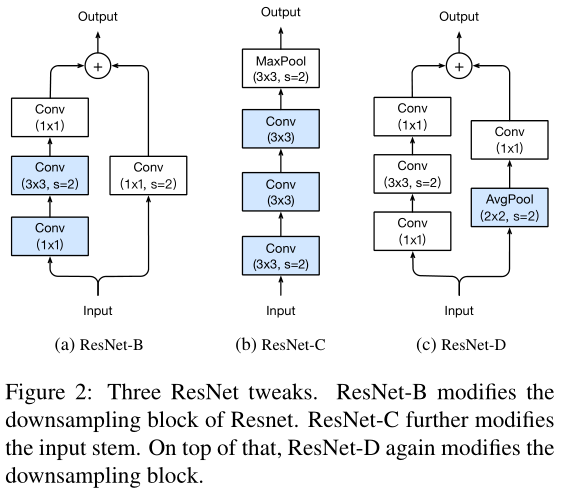 Output
+
Conv
(1x1)
Conv
(3x3, s=2)
Conv
(1x1)
Conv
(1x1, s=2)
Input
(a) ResNet-B
Output
MaxPool
(3x3, s=2)
Conv
(3x3)
Conv
(3x3)
Conv
(3x3, s=2)
Input
(b) ResNet-C
Output
+
Conv
(1x1)
Conv
(3x3, s=2)
Conv
(1x1)
Conv
(1x1)
AvgPool
(2x2, s=2)
Input
(c) ResNet-D
Figure 2: Three ResNet tweaks. ResNet-B modifies the
downsampling block of Resnet. ResNet-C further modifies
the input stem. On top of that, ResNet-D again modifies the
downsampling block.